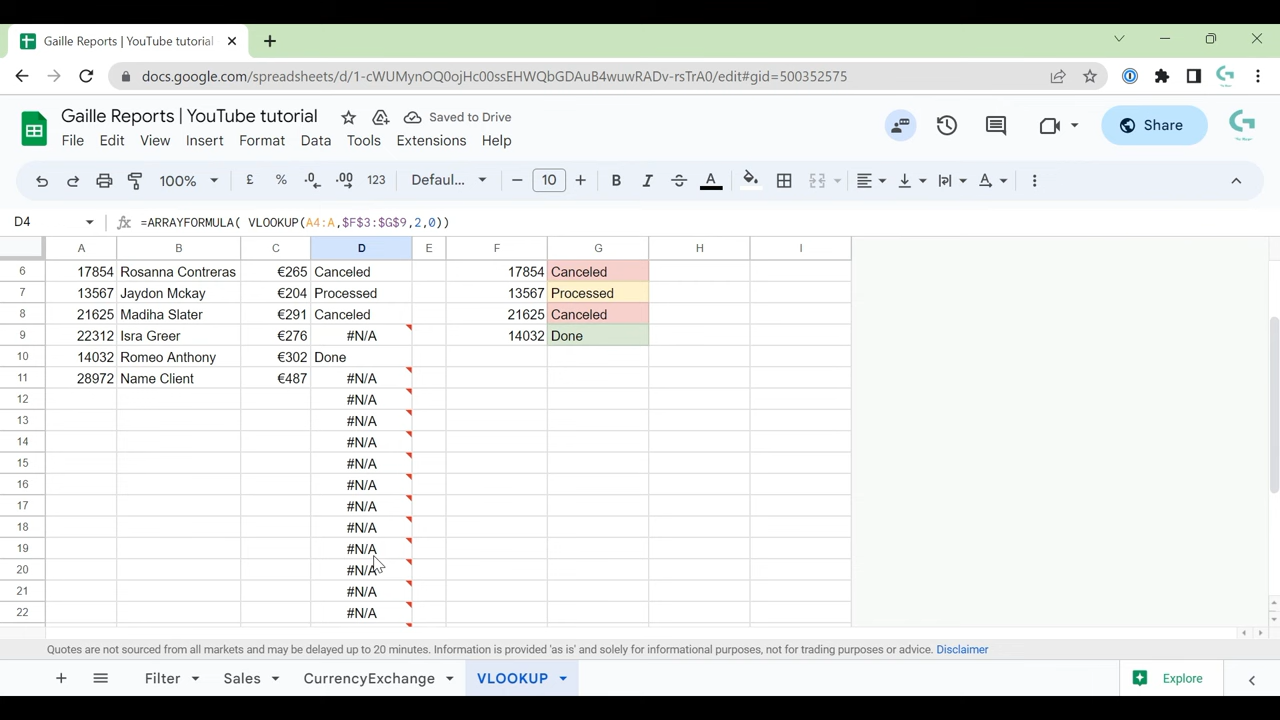 Gaille Reports | YouTube tutorial
docs.google.com/spreadsheets/d/1-cWUMynOQ0ojHc00ssEHWQbGDAuB4wuwRADv-rsTrA0/edit#gid=500352575
Gaille Reports | YouTube tutorial Saved to Drive
File Edit View Insert Format Data Tools Extensions Help
Share
100% £ % .0 .00 123 Defaul... 10 B I S A
D4 fx =ARRAYFORMULA( VLOOKUP(A4:A,$F$3:$G$9,2,0))
A B C D E F G H I
6 17854 Rosanna Contreras €265 Canceled 17854 Canceled
7 13567 Jaydon Mckay €204 Processed 13567 Processed
8 21625 Madiha Slater €291 Canceled 21625 Canceled
9 22312 Isra Greer €276 #N/A 14032 Done
10 14032 Romeo Anthony €302 Done
11 28972 Name Client €487 #N/A
12 #N/A
13 #N/A
14 #N/A
15 #N/A
16 #N/A
17 #N/A
18 #N/A
19 #N/A
20 #N/A
21 #N/A
22 #N/A
Quotes are not sourced from all markets and may be delayed up to 20 minutes. Information is provided 'as is' and solely for informational purposes, not for trading purposes or advice. Disclaimer
Filter Sales CurrencyExchange VLOOKUP Explore